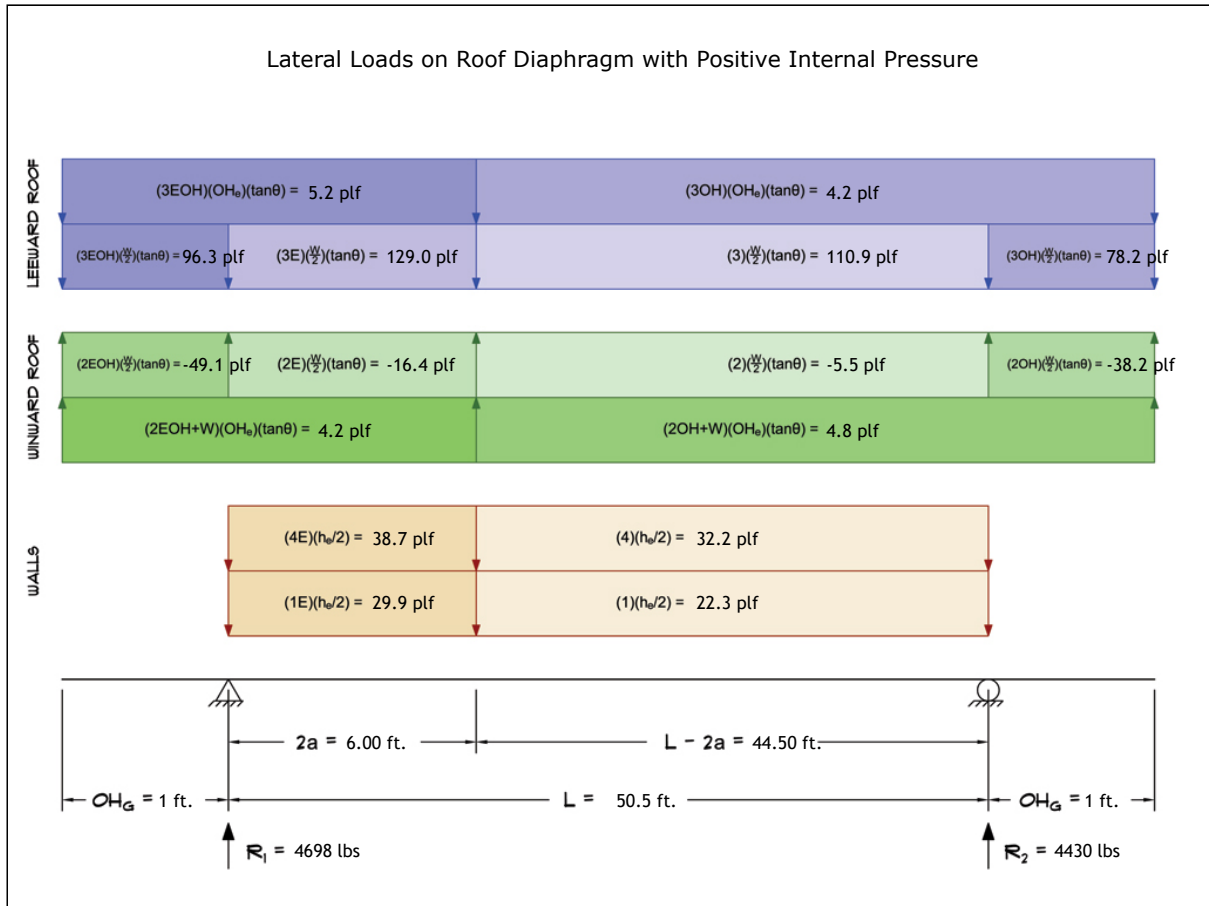 Lateral Loads on Roof Diaphragm with Positive Internal Pressure
LEEWARD ROOF
(3EOH)(OHₑ)(tanθ) = 5.2 plf
(3OH)(OHₑ)(tanθ) = 4.2 plf
(3EOH)(W/2)(tanθ) = 96.3 plf
(3E)(W/2)(tanθ) = 129.0 plf
(3)(W/2)(tanθ) = 110.9 plf
(3OH)(W/2)(tanθ) = 78.2 plf
WINWARD ROOF
(2EOH)(W/2)(tanθ) = -49.1 plf
(2E)(W/2)(tanθ) = -16.4 plf
(2)(W/2)(tanθ) = -5.5 plf
(2OH)(W/2)(tanθ) = -38.2 plf
(2EOH+W)(OHₑ)(tanθ) = 4.2 plf
(2OH+W)(OHₑ)(tanθ) = 4.8 plf
WALLS
(4E)(hₑ/2) = 38.7 plf
(4)(hₑ/2) = 32.2 plf
(1E)(hₑ/2) = 29.9 plf
(1)(hₑ/2) = 22.3 plf
2a = 6.00 ft.
L - 2a = 44.50 ft.
OH_G = 1 ft.
L = 50.5 ft.
OH_G = 1 ft.
R₁ = 4698 lbs
R₂ = 4430 lbs